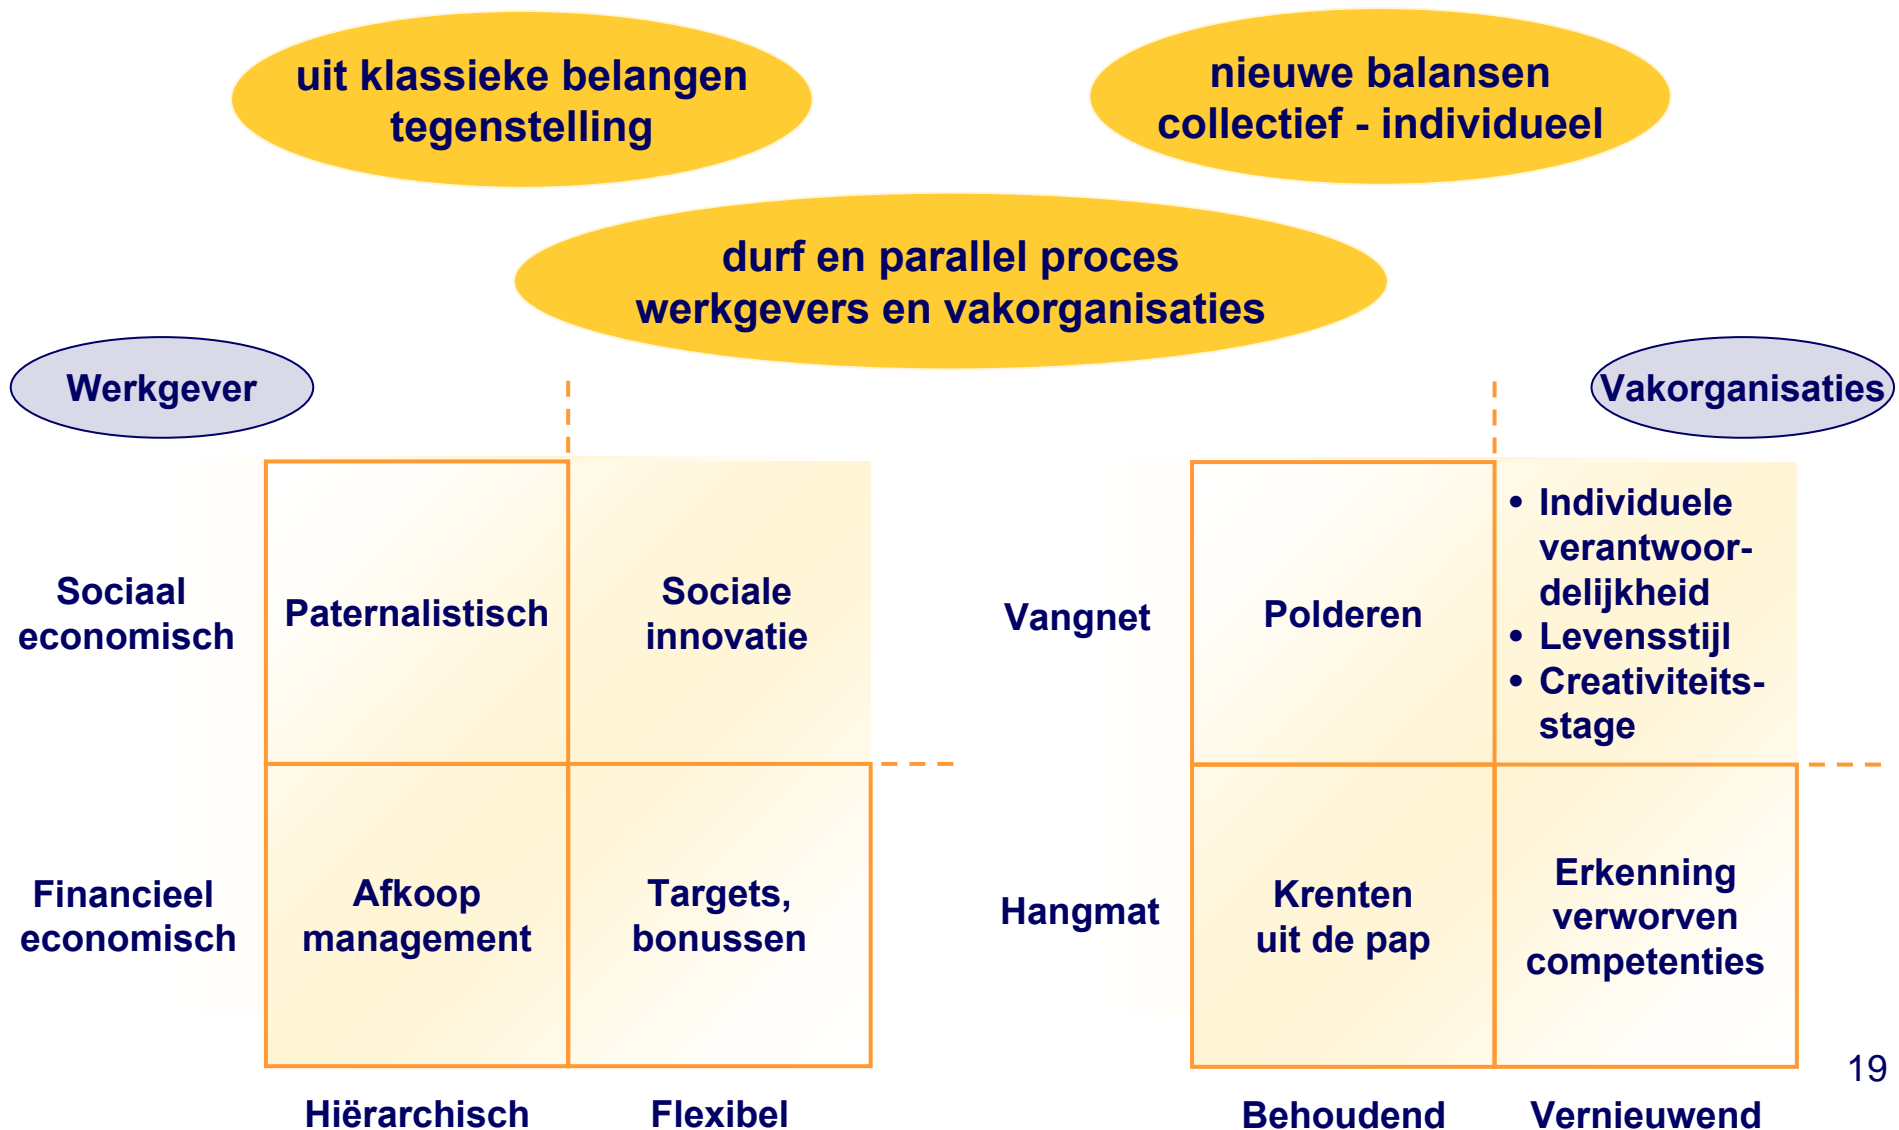 uit klassieke belangen
tegenstelling
nieuwe balansen
collectief - individueel
durf en parallel proces
werkgevers en vakorganisaties
Werkgever
Vakorganisaties
Sociaal
economisch
Paternalistisch
Sociale
innovatie
Financieel
economisch
Afkoop
management
Targets,
bonussen
Hiërarchisch
Flexibel
Vangnet
Polderen
• Individuele
verantwoor-
delijkheid
• Levensstijl
• Creativiteits-
stage
Hangmat
Krenten
uit de pap
Erkenning
verworven
competenties
Behoudend
Vernieuwend
19